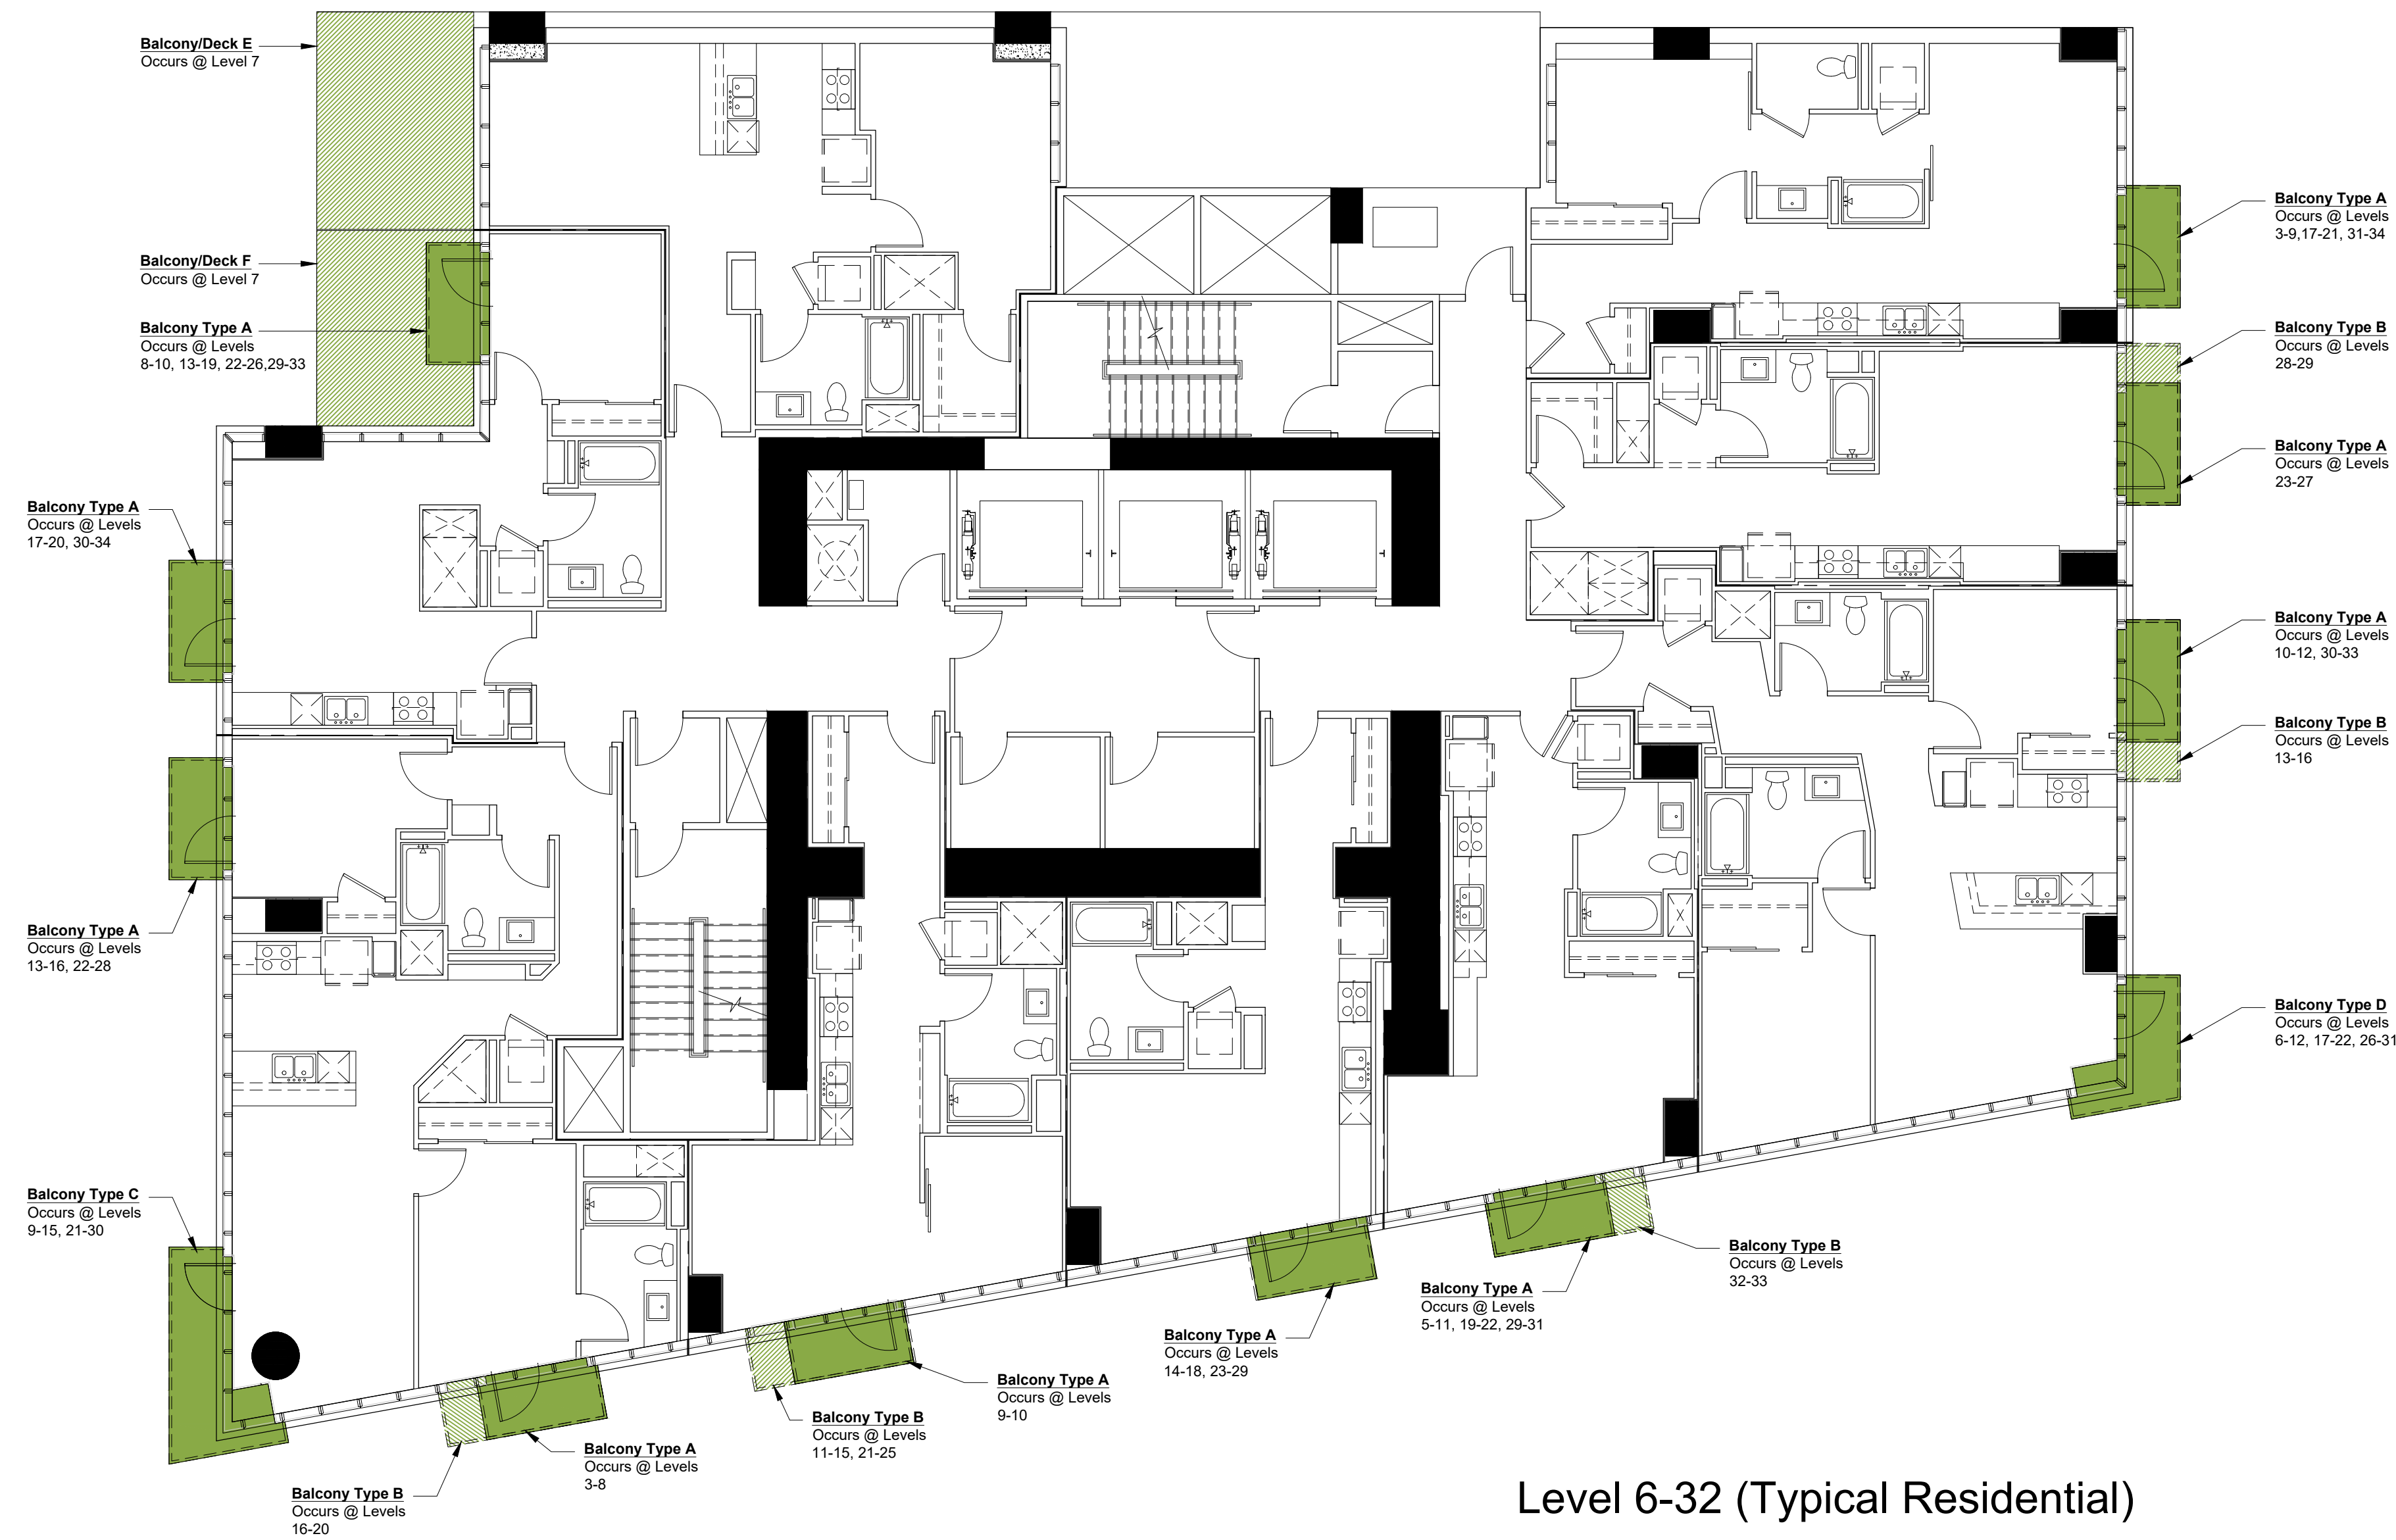 Balcony/Deck E
Occurs @ Level 7
Balcony/Deck F
Occurs @ Level 7
Balcony Type A
Occurs @ Levels
8-10, 13-19, 22-26,29-33
Balcony Type A
Occurs @ Levels
17-20, 30-34
Balcony Type A
Occurs @ Levels
13-16, 22-28
Balcony Type C
Occurs @ Levels
9-15, 21-30
Balcony Type B
Occurs @ Levels
16-20
Balcony Type A
Occurs @ Levels
3-8
Balcony Type B
Occurs @ Levels
11-15, 21-25
Balcony Type A
Occurs @ Levels
9-10
Balcony Type A
Occurs @ Levels
14-18, 23-29
Balcony Type A
Occurs @ Levels
5-11, 19-22, 29-31
Balcony Type B
Occurs @ Levels
32-33
Balcony Type A
Occurs @ Levels
3-9,17-21, 31-34
Balcony Type B
Occurs @ Levels
28-29
Balcony Type A
Occurs @ Levels
23-27
Balcony Type A
Occurs @ Levels
10-12, 30-33
Balcony Type B
Occurs @ Levels
13-16
Balcony Type D
Occurs @ Levels
6-12, 17-22, 26-31
Level 6-32 (Typical Residential)